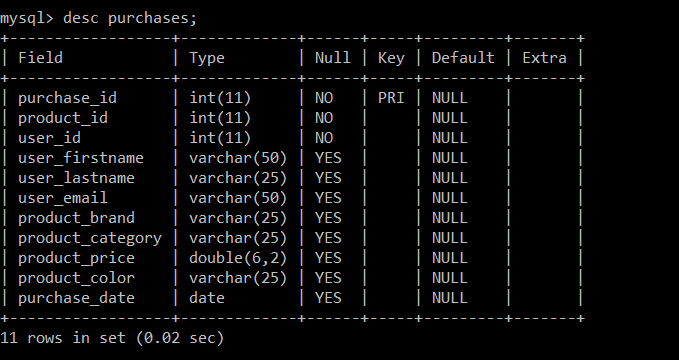 mysql> desc purchases;
+------------------+-------------+------+-----+---------+-------+
| Field            | Type        | Null | Key | Default | Extra |
+------------------+-------------+------+-----+---------+-------+
| purchase_id      | int(11)     | NO   | PRI | NULL    |       |
| product_id       | int(11)     | NO   |     | NULL    |       |
| user_id          | int(11)     | NO   |     | NULL    |       |
| user_firstname   | varchar(50) | YES  |     | NULL    |       |
| user_lastname    | varchar(25) | YES  |     | NULL    |       |
| user_email       | varchar(50) | YES  |     | NULL    |       |
| product_brand    | varchar(25) | YES  |     | NULL    |       |
| product_category | varchar(25) | YES  |     | NULL    |       |
| product_price    | double(6,2) | YES  |     | NULL    |       |
| product_color    | varchar(25) | YES  |     | NULL    |       |
| purchase_date    | date        | YES  |     | NULL    |       |
+------------------+-------------+------+-----+---------+-------+
11 rows in set (0.02 sec)